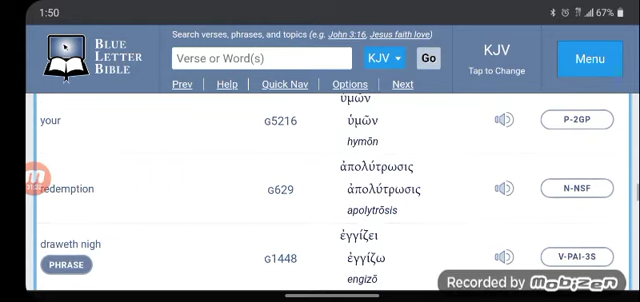 1:50
67%
Search verses, phrases, and topics (e.g. John 3:16, Jesus faith love)
BLUE
LETTER
BIBLE
Verse or Word(s)
KJV
Go
KJV
Tap to Change
Menu
Prev
Help
Quick Nav
Options
Next
ὑμῶν
your
G5216
ὑμῶν
P-2GP
hymōn
ἀπολύτρωσις
redemption
G629
ἀπολύτρωσις
N-NSF
apolytrōsis
draweth nigh
ἐγγίζει
PHRASE
G1448
ἐγγίζω
V-PAI-3S
engizō
Recorded by mobizen